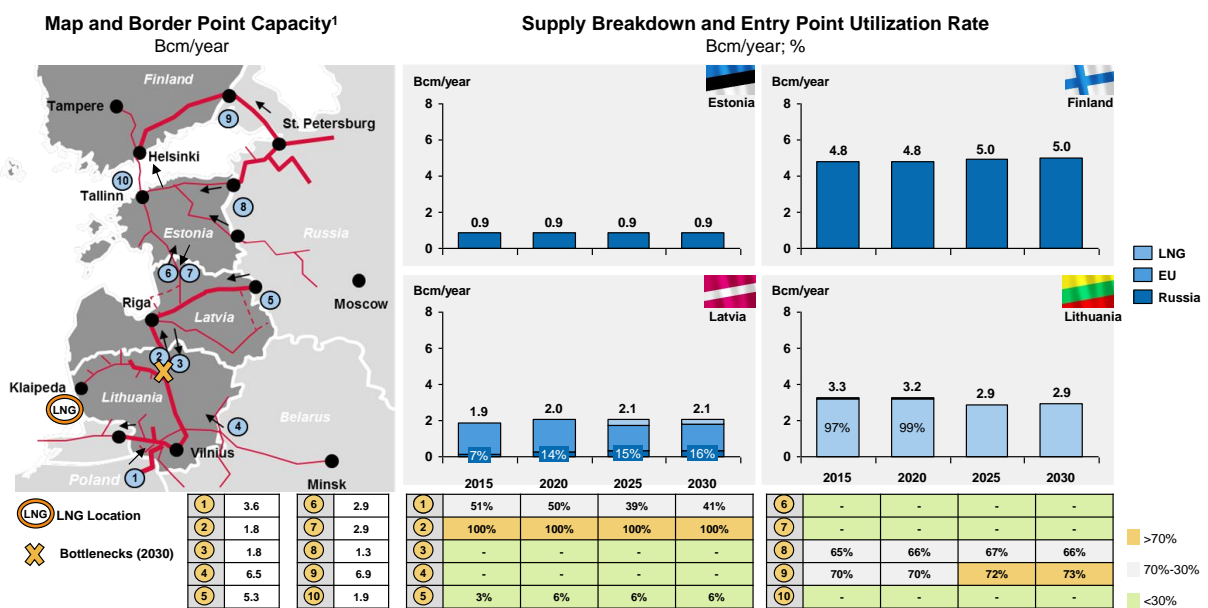 Map and Border Point Capacity¹
Bcm/year
Supply Breakdown and Entry Point Utilization Rate
Bcm/year; %
Finland
Tampere
9
St. Petersburg
Helsinki
10
Tallinn
8
Estonia
Russia
6 7
5
Riga
Moscow
Latvia
2 3
Klaipeda
LNG
Lithuania
4
Belarus
Vilnius
Poland
1
Minsk
LNG LNG Location
Bottlenecks (2030)
1 3.6 6 2.9
2 1.8 7 2.9
3 1.8 8 1.3
4 6.5 9 6.9
5 5.3 10 1.9
Bcm/year
Estonia
8
6
4
2
0
0.9 0.9 0.9 0.9
Bcm/year
Finland
8
6
4
2
0
4.8 4.8 5.0 5.0
LNG
EU
Russia
Bcm/year
Latvia
8
6
4
2
0
1.9 2.0 2.1 2.1
7% 14% 15% 16%
2015 2020 2025 2030
Bcm/year
Lithuania
8
6
4
2
0
3.3 3.2 2.9 2.9
97% 99%
2015 2020 2025 2030
1 51% 50% 39% 41%
2 100% 100% 100% 100%
3 - - - -
4 - - - -
5 3% 6% 6% 6%
6 - - - -
7 - - - -
8 65% 66% 67% 66%
9 70% 70% 72% 73%
10 - - - -
>70%
70%-30%
<30%